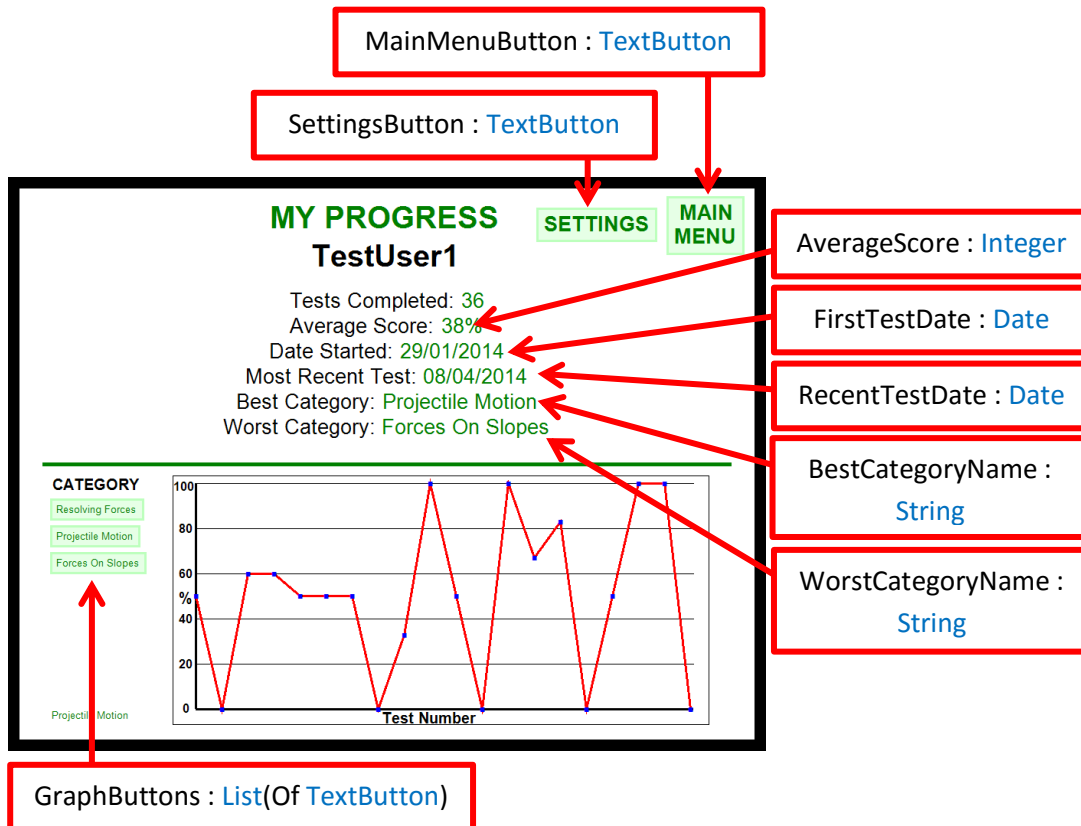 MainMenuButton : TextButton
SettingsButton : TextButton
MY PROGRESS
TestUser1
SETTINGS
MAIN
MENU
Tests Completed: 36
Average Score: 38%
Date Started: 29/01/2014
Most Recent Test: 08/04/2014
Best Category: Projectile Motion
Worst Category: Forces On Slopes
AverageScore : Integer
FirstTestDate : Date
RecentTestDate : Date
BestCategoryName :
String
WorstCategoryName :
String
CATEGORY
Resolving Forces
Projectile Motion
Forces On Slopes
Projectile Motion
100
80
60
%
40
20
0
Test Number
GraphButtons : List(Of TextButton)